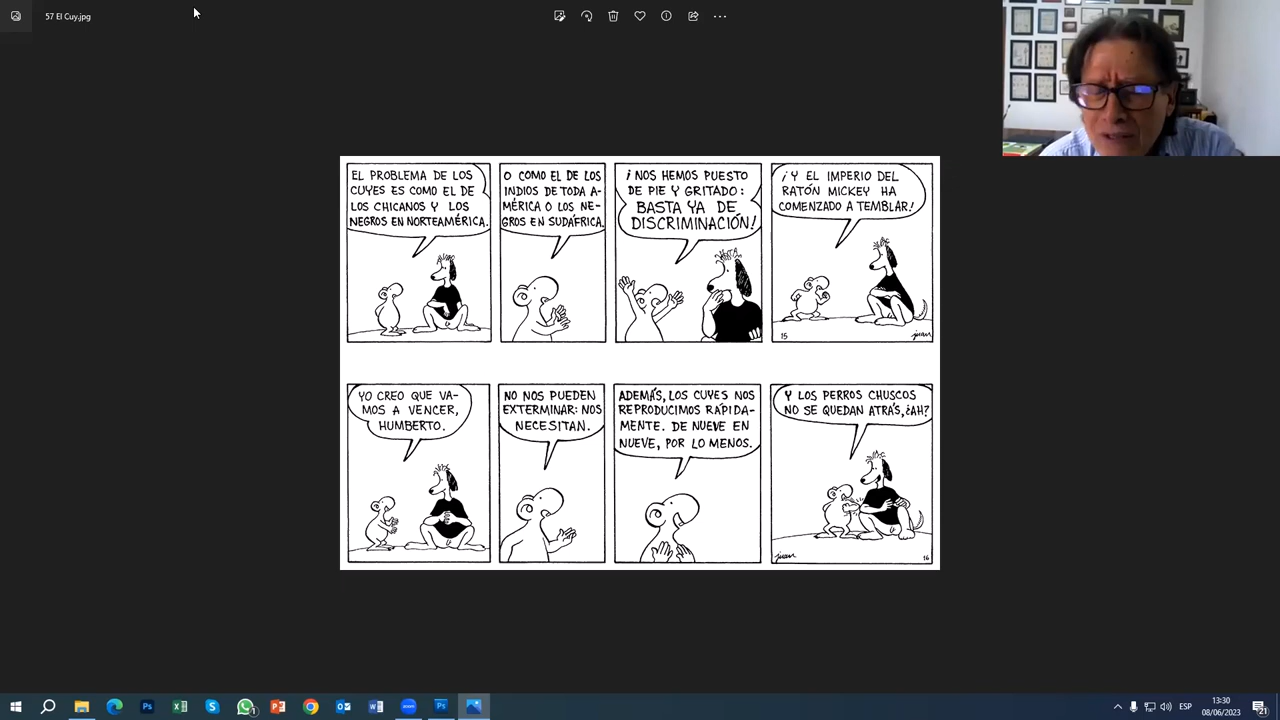 57 El Cuy.jpg
EL PROBLEMA DE LOS
CUYES ES COMO EL DE
LOS CHICANOS Y LOS
NEGROS EN NORTEAMÉRICA.
O COMO EL DE LOS
INDIOS DE TODA A-
MÉRICA O LOS NE-
GROS EN SUDÁFRICA.
¡NOS HEMOS PUESTO
DE PIE Y GRITADO:
BASTA YA DE
DISCRIMINACIÓN!
¡Y EL IMPERIO DEL
RATÓN MICKEY HA
COMENZADO A TEMBLAR!
15
juan
YO CREO QUE VA-
MOS A VENCER,
HUMBERTO.
NO NOS PUEDEN
EXTERMINAR: NOS
NECESITAN.
ADEMÁS, LOS CUYES NOS
REPRODUCIMOS RÁPIDA-
MENTE. DE NUEVE EN
NUEVE, POR LO MENOS.
Y LOS PERROS CHUSCOS
NO SE QUEDAN ATRÁS, ¿AH?
juan
16
ESP
13:30
08/06/2023
21